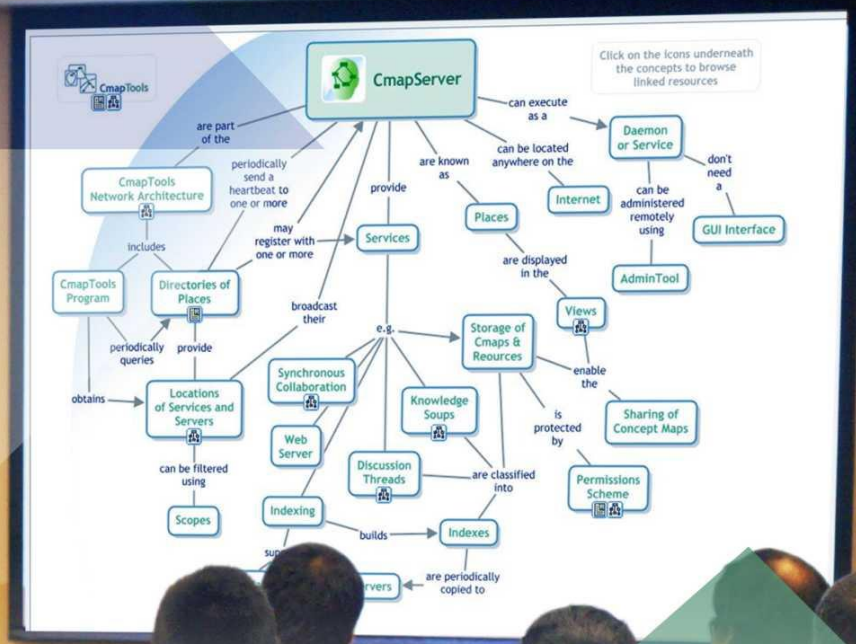 CmapTools
CmapServer
Click on the icons underneath
the concepts to browse
linked resources
are part
of the
periodically
send a
heartbeat to
one or more
may
register with
one or more
provide
are known
as
can be located
anywhere on the
can execute
as a
Daemon
or Service
don't
need
a
can be
administered
remotely
using
GUI Interface
AdminTool
Internet
Places
are displayed
in the
Views
enable
the
Sharing of
Concept Maps
CmapTools
Network Architecture
includes
CmapTools
Program
Directories of
Places
periodically
queries
provide
obtains
Locations
of Services and
Servers
can be filtered
using
Scopes
broadcast
their
Services
e.g.
Storage of
Cmaps &
Reources
is
protected
by
Permissions
Scheme
Synchronous
Collaboration
Web
Server
Knowledge
Soups
Discussion
Threads
are classified
into
Indexing
builds
Indexes
are periodically
copied to